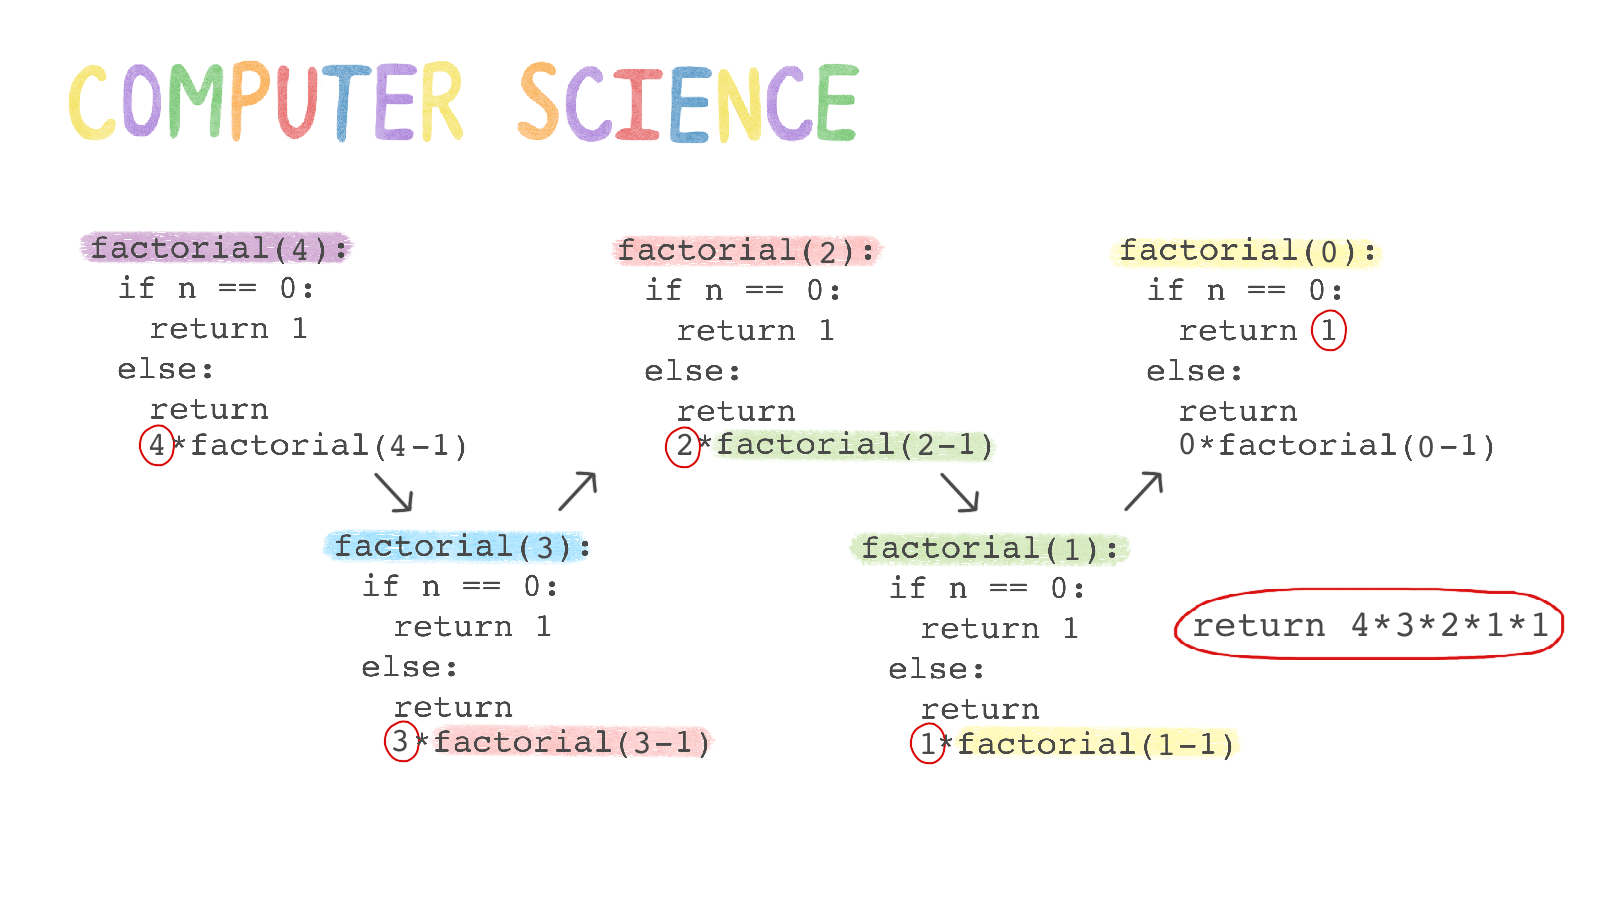 COMPUTER SCIENCE
factorial(4):
if n == 0:
return 1
else:
return
4*factorial(4-1)
factorial(3):
if n == 0:
return 1
else:
return
3*factorial(3-1)
factorial(2):
if n == 0:
return 1
else:
return
2*factorial(2-1)
factorial(1):
if n == 0:
return 1
else:
return
1*factorial(1-1)
factorial(0):
if n == 0:
return 1
else:
return
0*factorial(0-1)
return 4*3*2*1*1